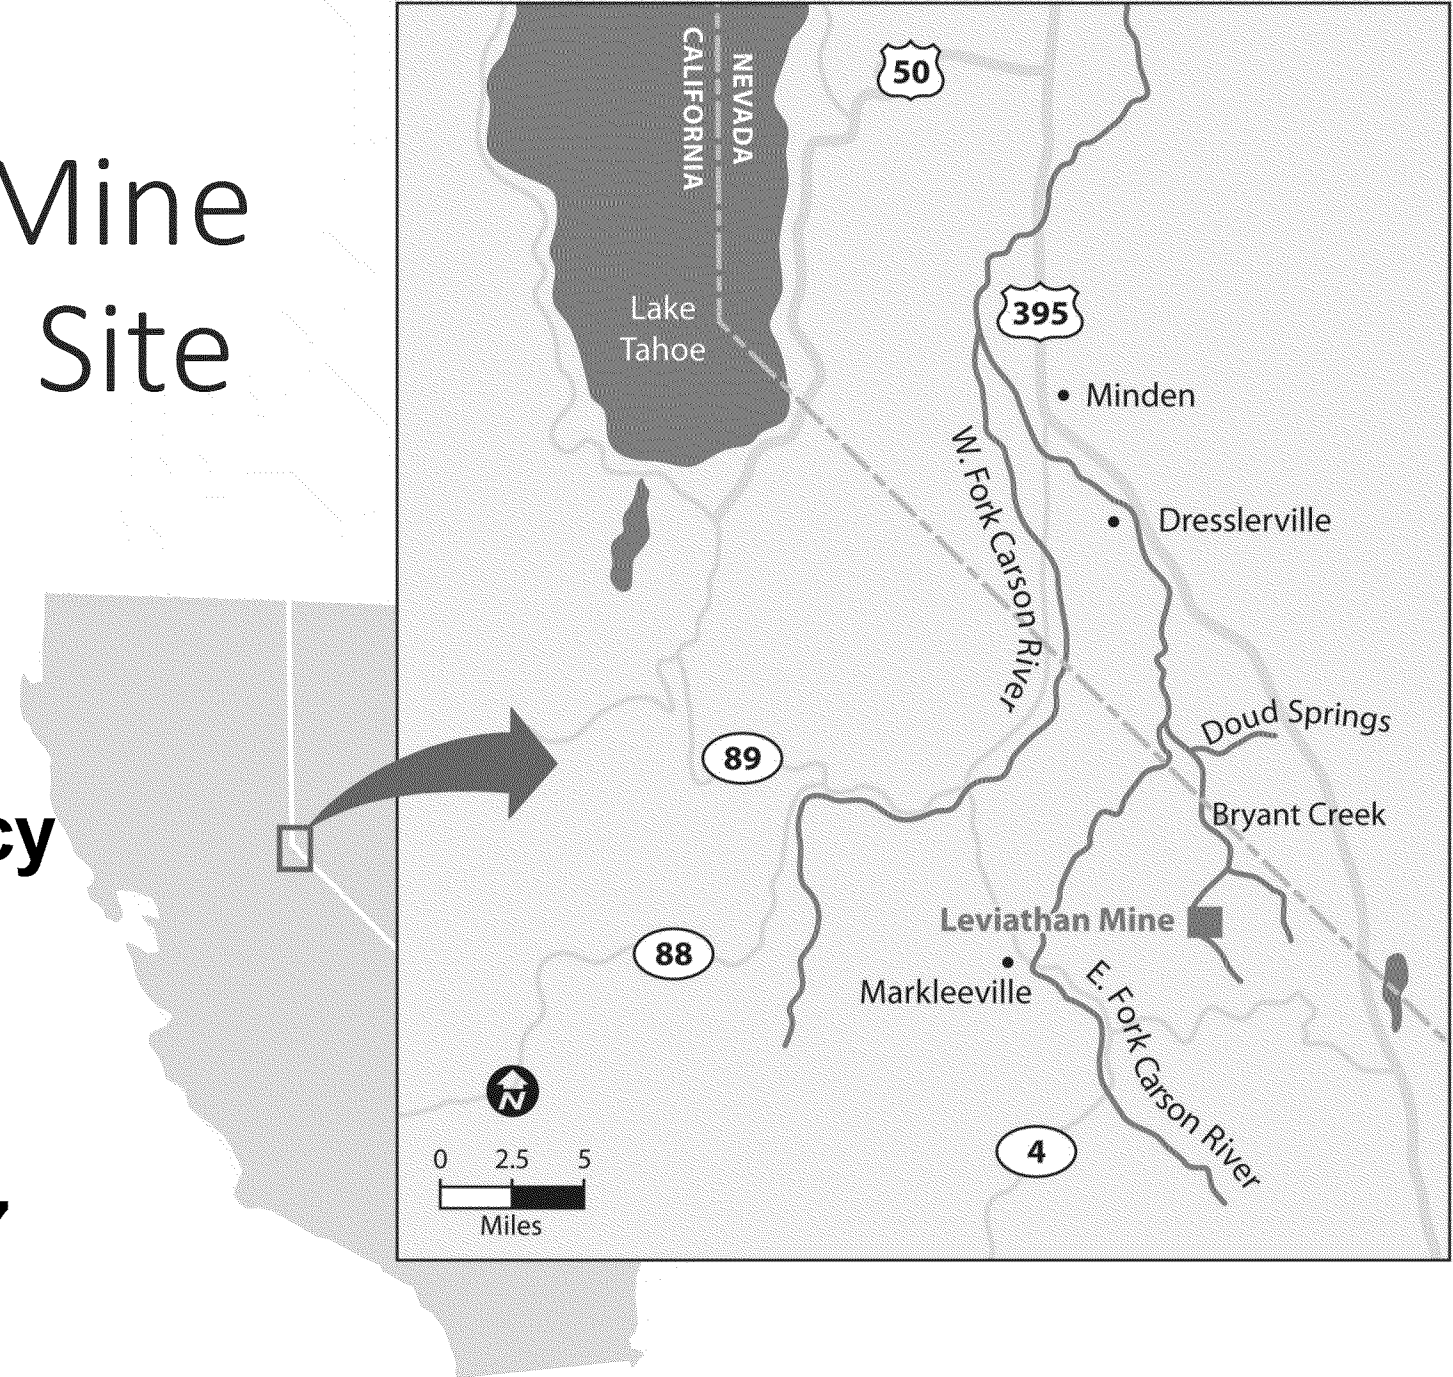 Mine
Site
cy
CALIFORNIA
NEVADA
50
Lake
Tahoe
395
Minden
W. Fork Carson River
Dresslerville
89
Doud Springs
Bryant Creek
Leviathan Mine
88
Markleeville
E. Fork Carson River
N
4
0 2.5 5
Miles